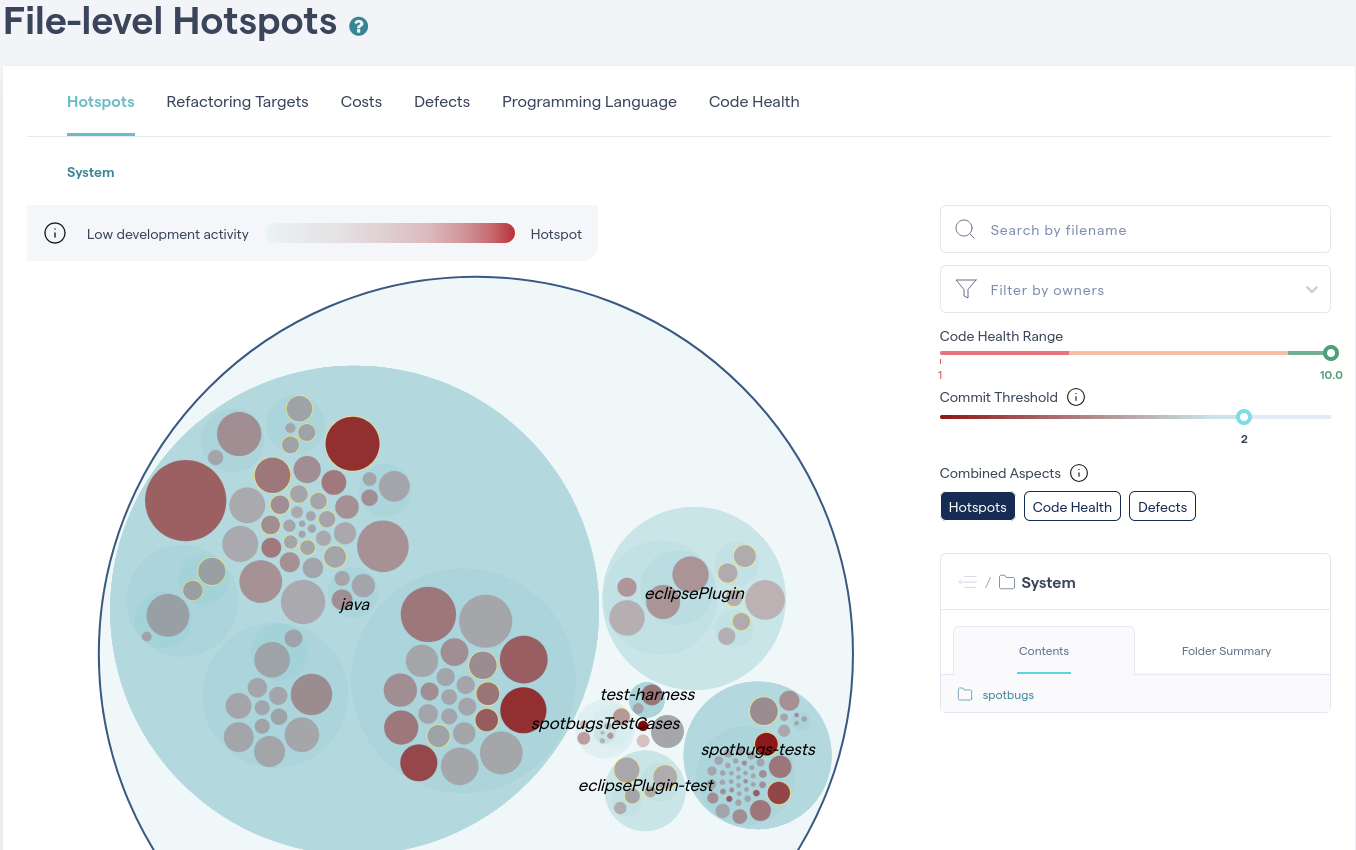 File-level Hotspots ?
Hotspots Refactoring Targets Costs Defects Programming Language Code Health
System
Low development activity Hotspot
Search by filename
Filter by owners
Code Health Range
1 10.0
Commit Threshold
2
Combined Aspects
Hotspots Code Health Defects
/ System
Contents Folder Summary
spotbugs
java
eclipsePlugin
test-harness
spotbugsTestCases
spotbugs-tests
eclipsePlugin-test